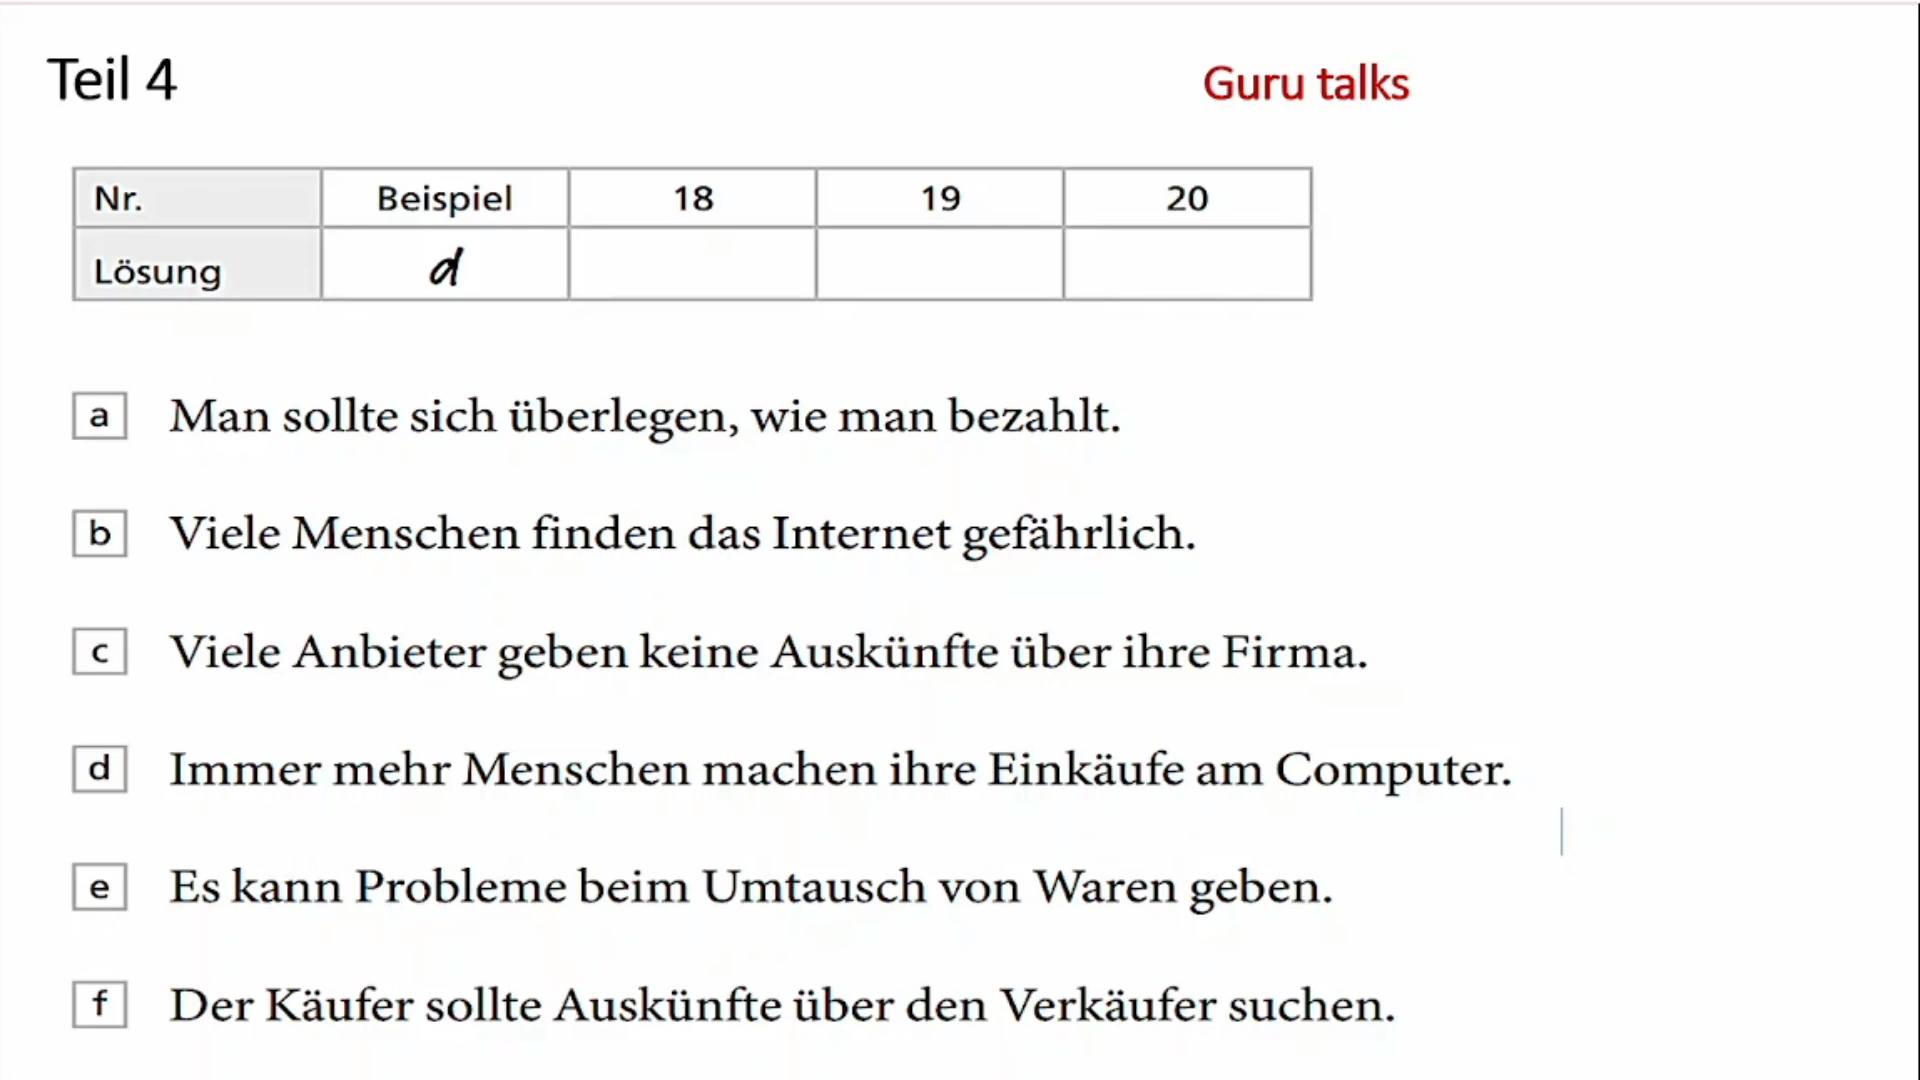 Teil 4
Guru talks
Nr. Beispiel 18 19 20
Lösung d
a Man sollte sich überlegen, wie man bezahlt.
b Viele Menschen finden das Internet gefährlich.
c Viele Anbieter geben keine Auskünfte über ihre Firma.
d Immer mehr Menschen machen ihre Einkäufe am Computer.
e Es kann Probleme beim Umtausch von Waren geben.
f Der Käufer sollte Auskünfte über den Verkäufer suchen.